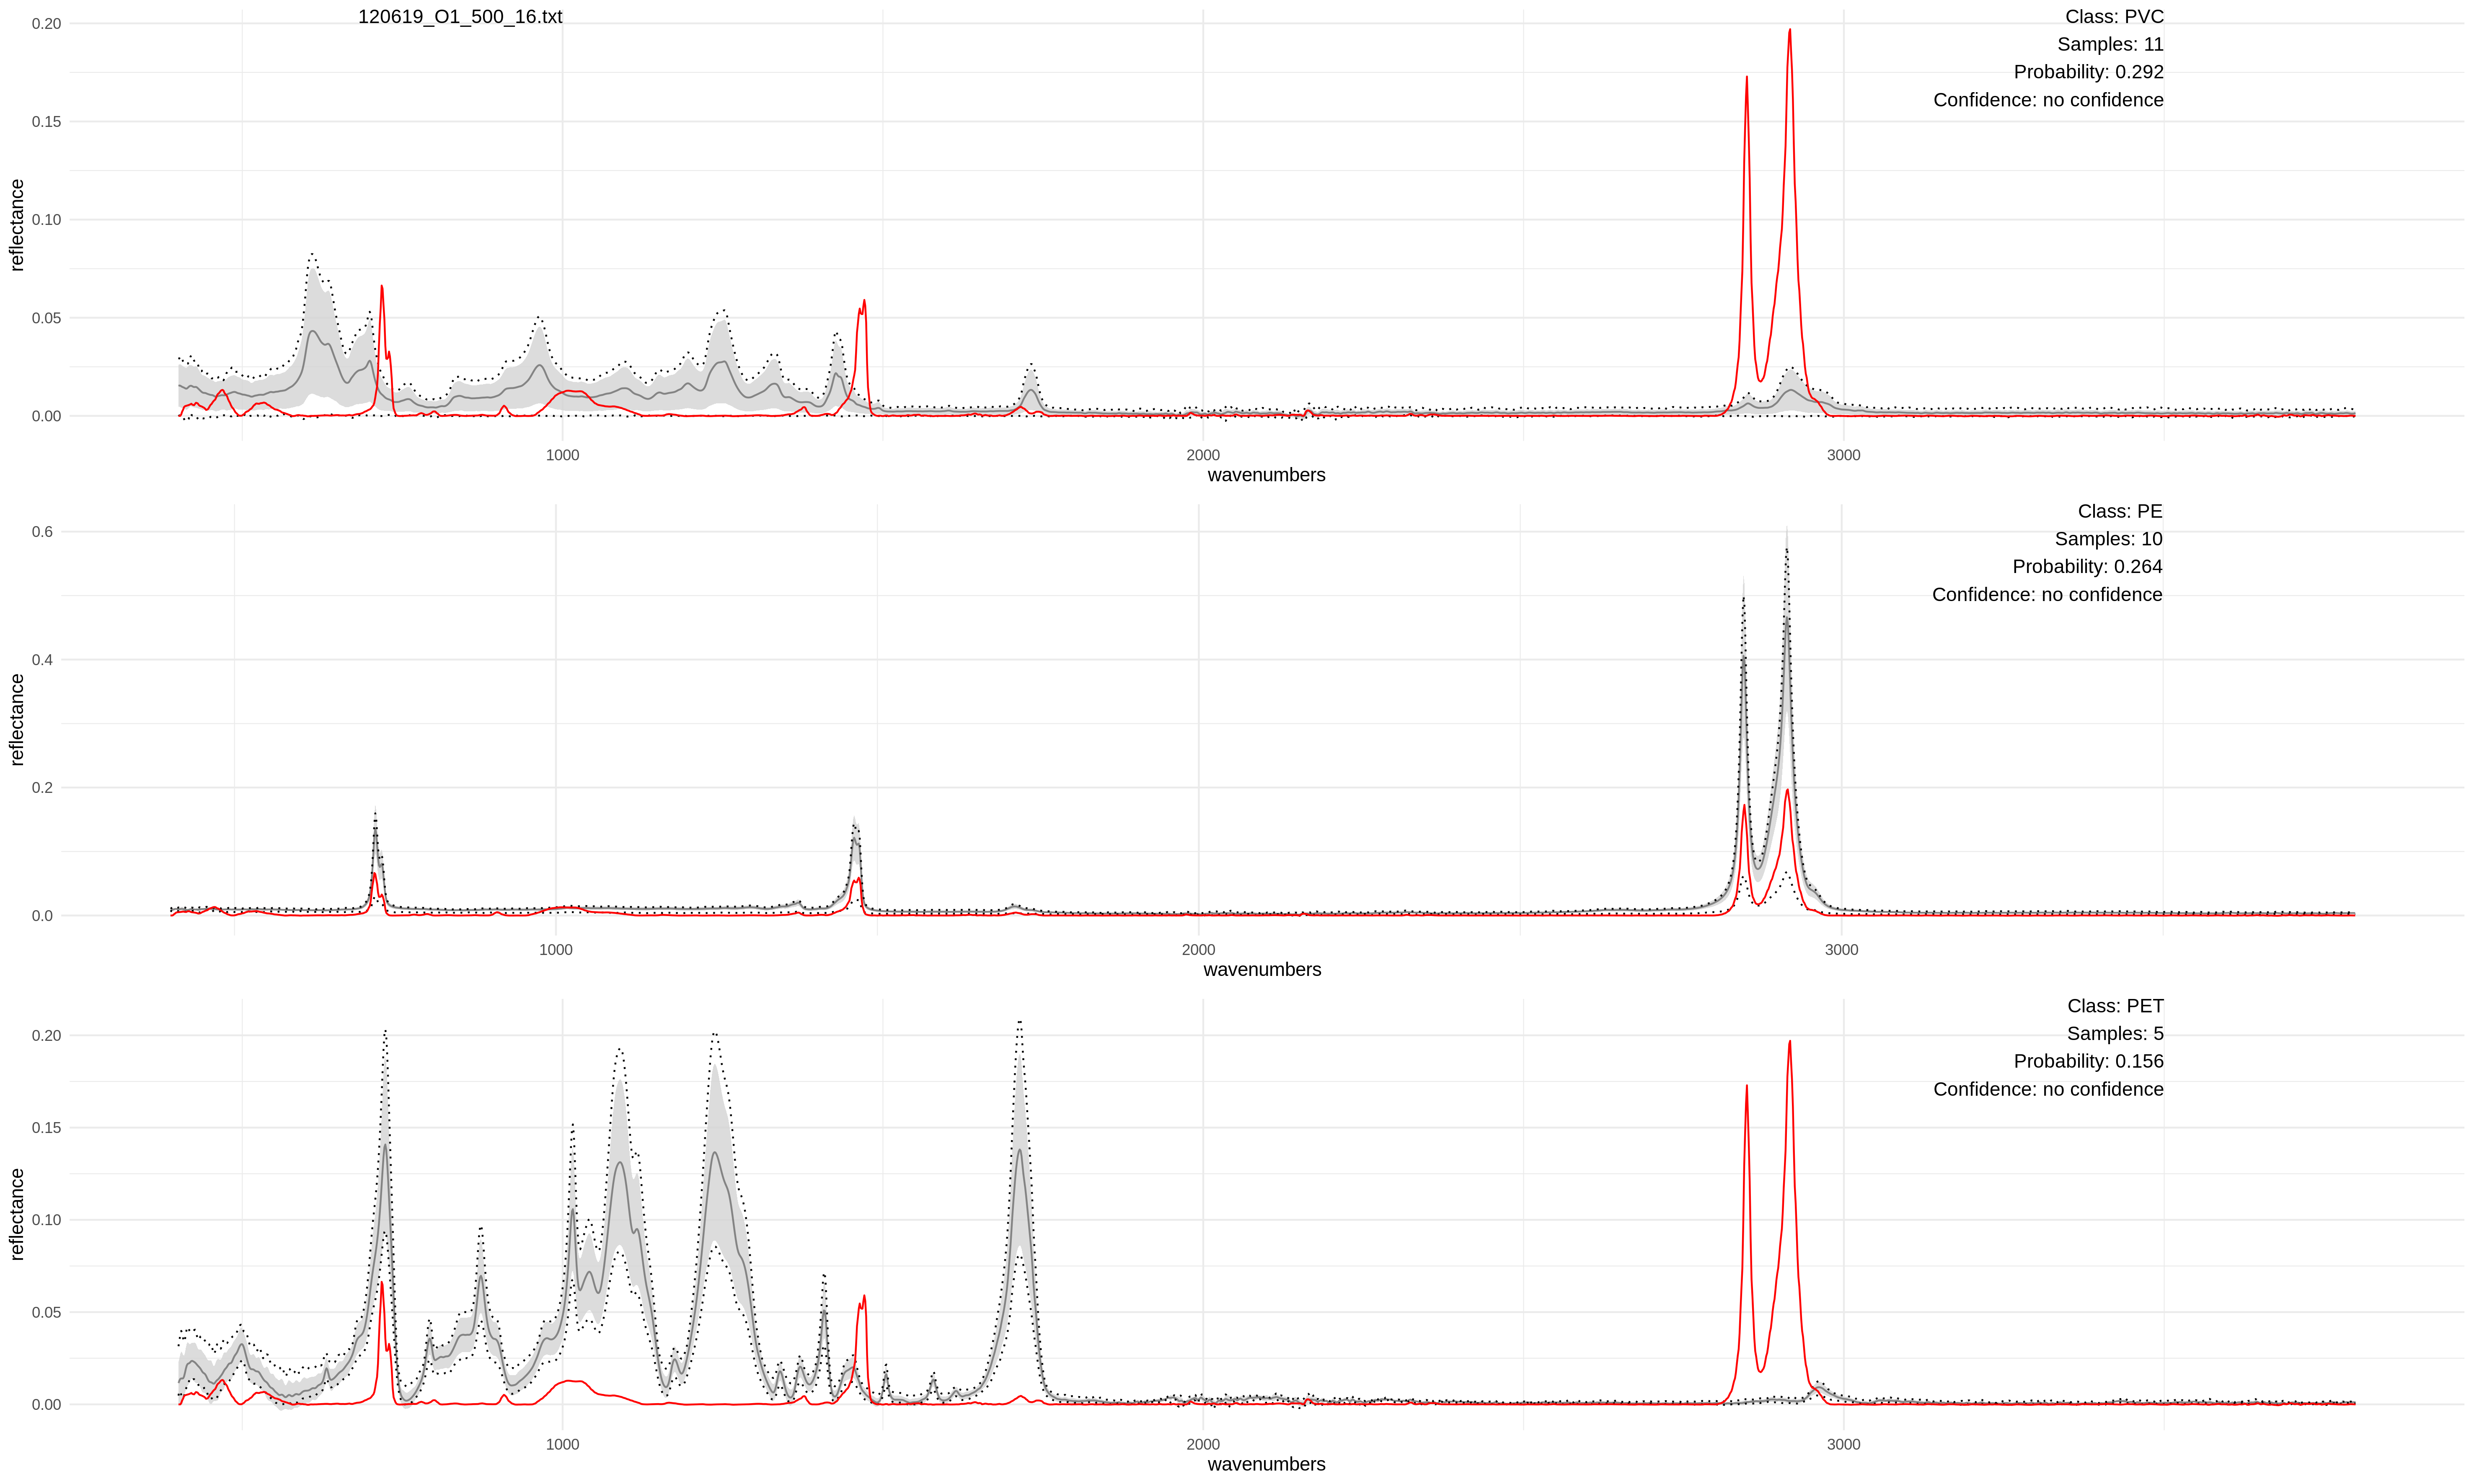 120619_O1_500_16.txt
Class: PVC
Samples: 11
Probability: 0.292
Confidence: no confidence
0.20
0.15
0.10
0.05
0.00
reflectance
1000 2000 3000
wavenumbers
Class: PE
Samples: 10
Probability: 0.264
Confidence: no confidence
0.6
0.4
0.2
0.0
reflectance
1000 2000 3000
wavenumbers
Class: PET
Samples: 5
Probability: 0.156
Confidence: no confidence
0.20
0.15
0.10
0.05
0.00
reflectance
1000 2000 3000
wavenumbers